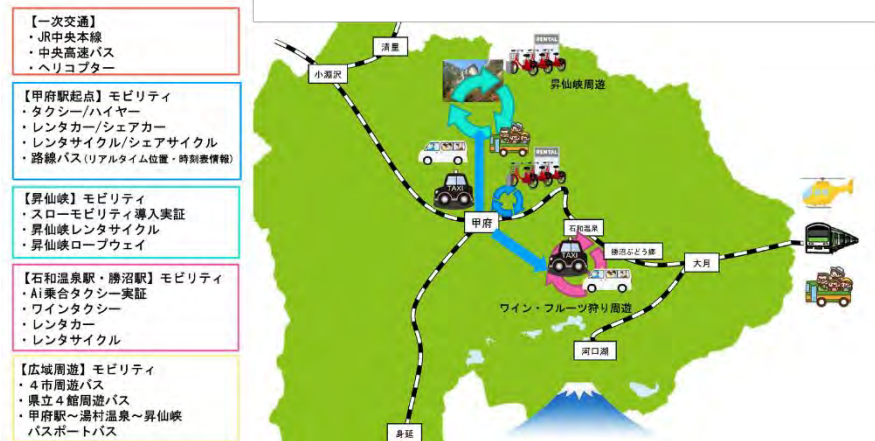 【一次交通】
・JR中央本線
・中央高速バス
・ヘリコプター
【甲府駅起点】モビリティ
・タクシー/ハイヤー
・レンタカー/シェアカー
・レンタサイクル/シェアサイクル
・路線バス(リアルタイム位置・時刻表情報)
【昇仙峡】モビリティ
・スローモビリティ導入実証
・昇仙峡レンタサイクル
・昇仙峡ロープウェイ
【石和温泉駅・勝沼駅】モビリティ
・Ai乗合タクシー実証
・ワインタクシー
・レンタカー
・レンタサイクル
【広域周遊】モビリティ
・4市周遊バス
・県立4館周遊バス
・甲府駅～湯村温泉～昇仙峡
パスポートバス
清里
小淵沢
RENTAL
昇仙峡周遊
RENTAL
TAXI
甲府
石和温泉
TAXI
勝沼ぶどう郷
大月
ワイン・フルーツ狩り周遊
河口湖
身延